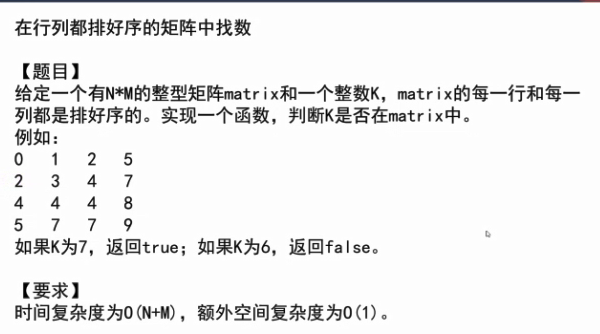 在行列都排好序的矩阵中找数
【题目】
给定一个有N*M的整型矩阵matrix和一个整数K，matrix的每一行和每一
列都是排好序的。实现一个函数，判断K是否在matrix中。
例如：
0 1 2 5
2 3 4 7
4 4 4 8
5 7 7 9
如果K为7，返回true；如果K为6，返回false。
【要求】
时间复杂度为O(N+M)，额外空间复杂度为O(1)。